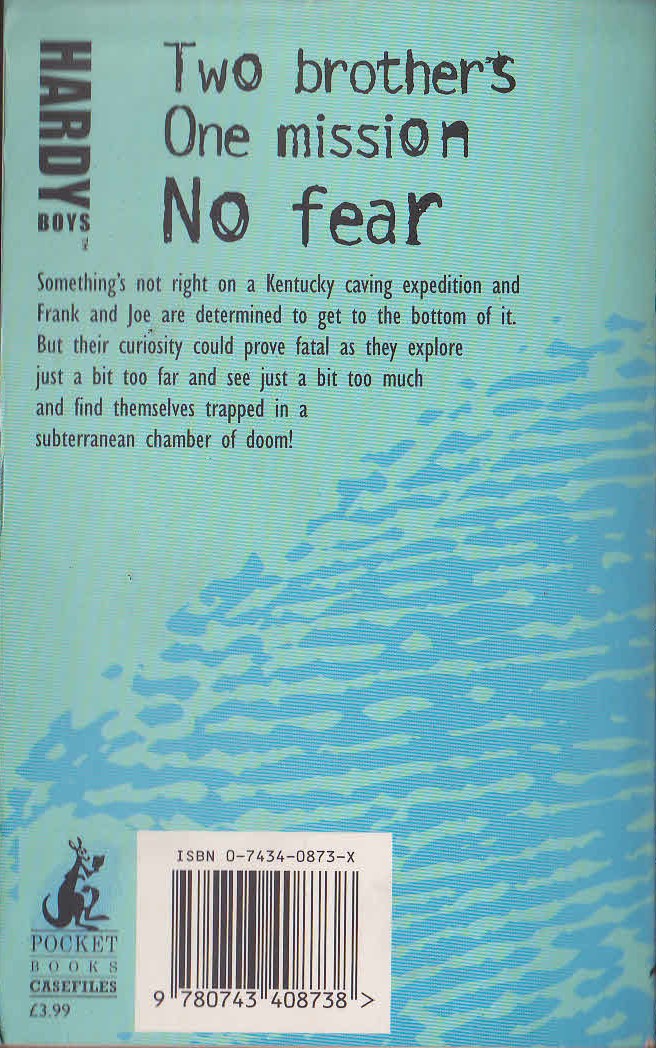 HARDY
BOYS
TM
Two brother's
One mission
No fear
Something's not right on a Kentucky caving expedition and
Frank and Joe are determined to get to the bottom of it.
But their curiosity could prove fatal as they explore
just a bit too far and see just a bit too much
and find themselves trapped in a
subterranean chamber of doom!
POCKET
BOOKS
CASEFILES
£3.99
ISBN 0-7434-0873-X
9 780743 408738 >